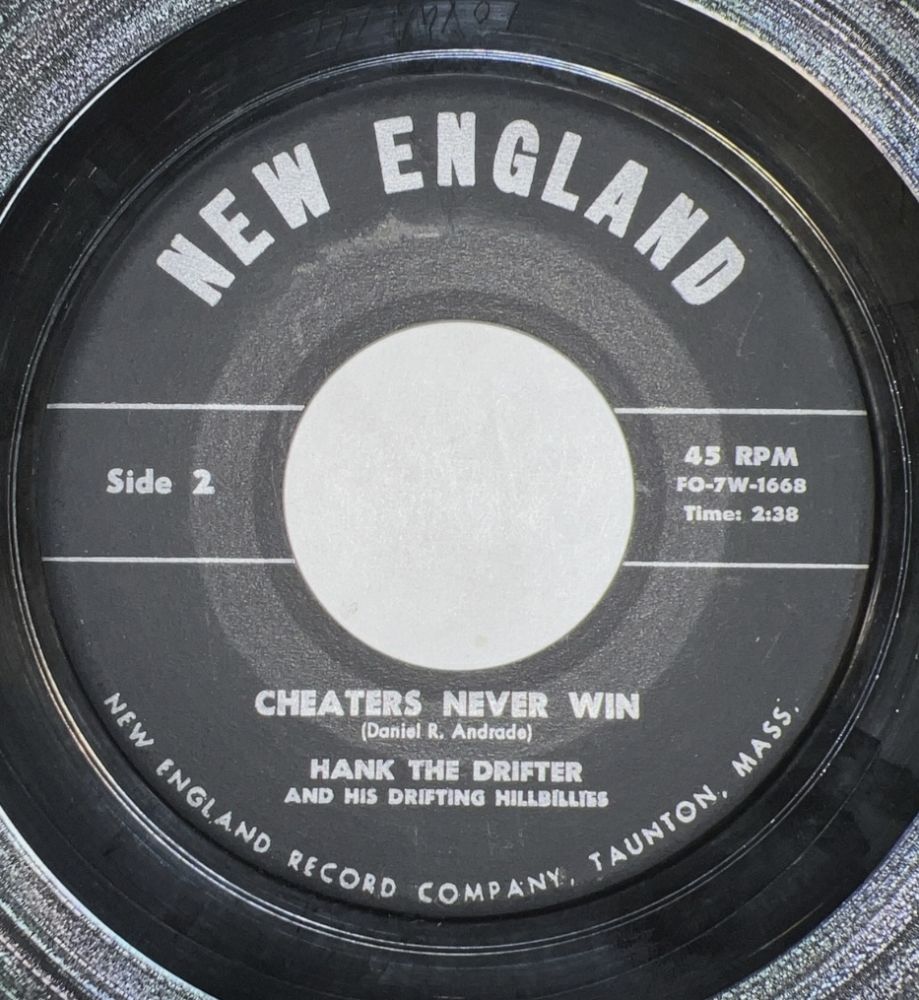 NEW ENGLAND
Side 2
45 RPM
FO-7W-1668
Time: 2:38
CHEATERS NEVER WIN
(Daniel R. Andrade)
HANK THE DRIFTER
AND HIS DRIFTING HILLBILLIES
NEW ENGLAND RECORD COMPANY, TAUNTON, MASS.